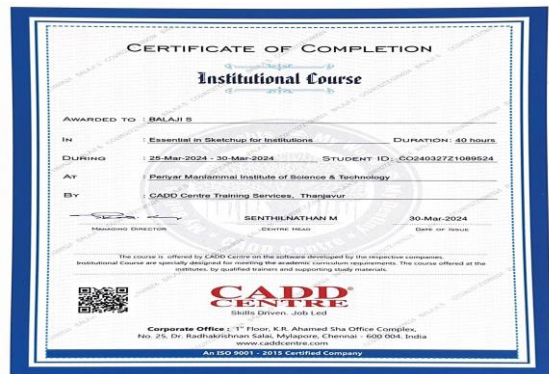 CERTIFICATE OF COMPLETION
Institutional Course
AWARDED TO : BALAJI S
IN : Essential in Sketchup for Institutions DURATION: 40 hours
DURING : 25-Mar-2024 - 30-Mar-2024 STUDENT ID: CO240327Z1089524
AT : Periyar Maniammai Institute of Science & Technology
BY : CADD Centre Training Services, Thanjavur
SENTHILNATHAN M 30-Mar-2024
MANAGING DIRECTOR CENTRE HEAD DATE OF ISSUE
The course is offered by CADD Centre on the software developed by the respective companies.
Institutional Course are specially designed for meeting the academic curriculum requirements. The course offered at the
institutes, by qualified trainers and supporting study materials.
CADD
CENTRE
Skills Driven. Job Led
Corporate Office : 1st Floor, K.R. Ahamed Sha Office Complex,
No. 25, Dr. Radhakrishnan Salai, Mylapore, Chennai - 600 004. India
www.caddcentre.com
An ISO 9001 - 2015 Certified Company